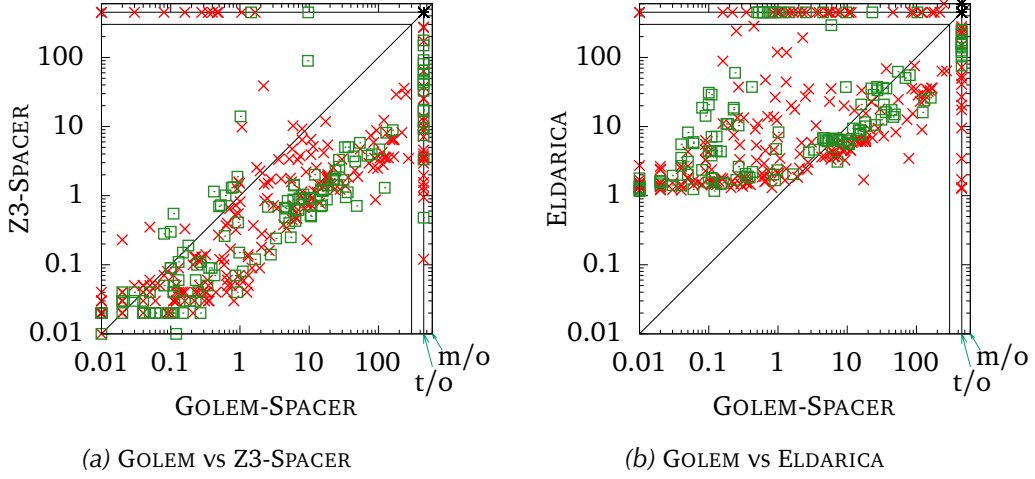 100
10
1
0.1
0.01
0.01 0.1 1 10 100
m/o
t/o
Z3-SPACER
GOLEM-SPACER
(a) GOLEM vs Z3-SPACER
100
10
1
0.1
0.01
0.01 0.1 1 10 100
m/o
t/o
ELDARICA
GOLEM-SPACER
(b) GOLEM vs ELDARICA